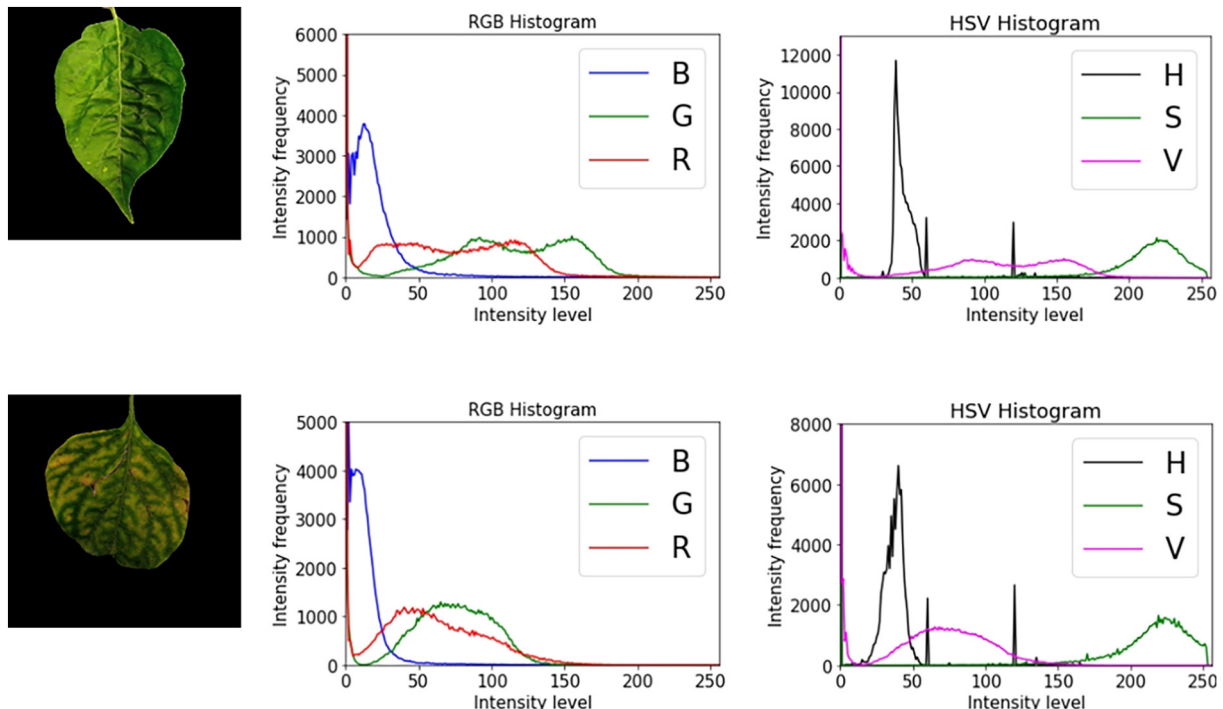 RGB Histogram
6000
5000
4000
3000
2000
1000
0
Intensity frequency
B
G
R
0 50 100 150 200 250
Intensity level
HSV Histogram
12000
10000
8000
6000
4000
2000
0
Intensity frequency
H
S
V
0 50 100 150 200 250
Intensity level
RGB Histogram
5000
4000
3000
2000
1000
0
Intensity frequency
B
G
R
0 50 100 150 200 250
Intensity level
HSV Histogram
8000
6000
4000
2000
0
Intensity frequency
H
S
V
0 50 100 150 200 250
Intensity level